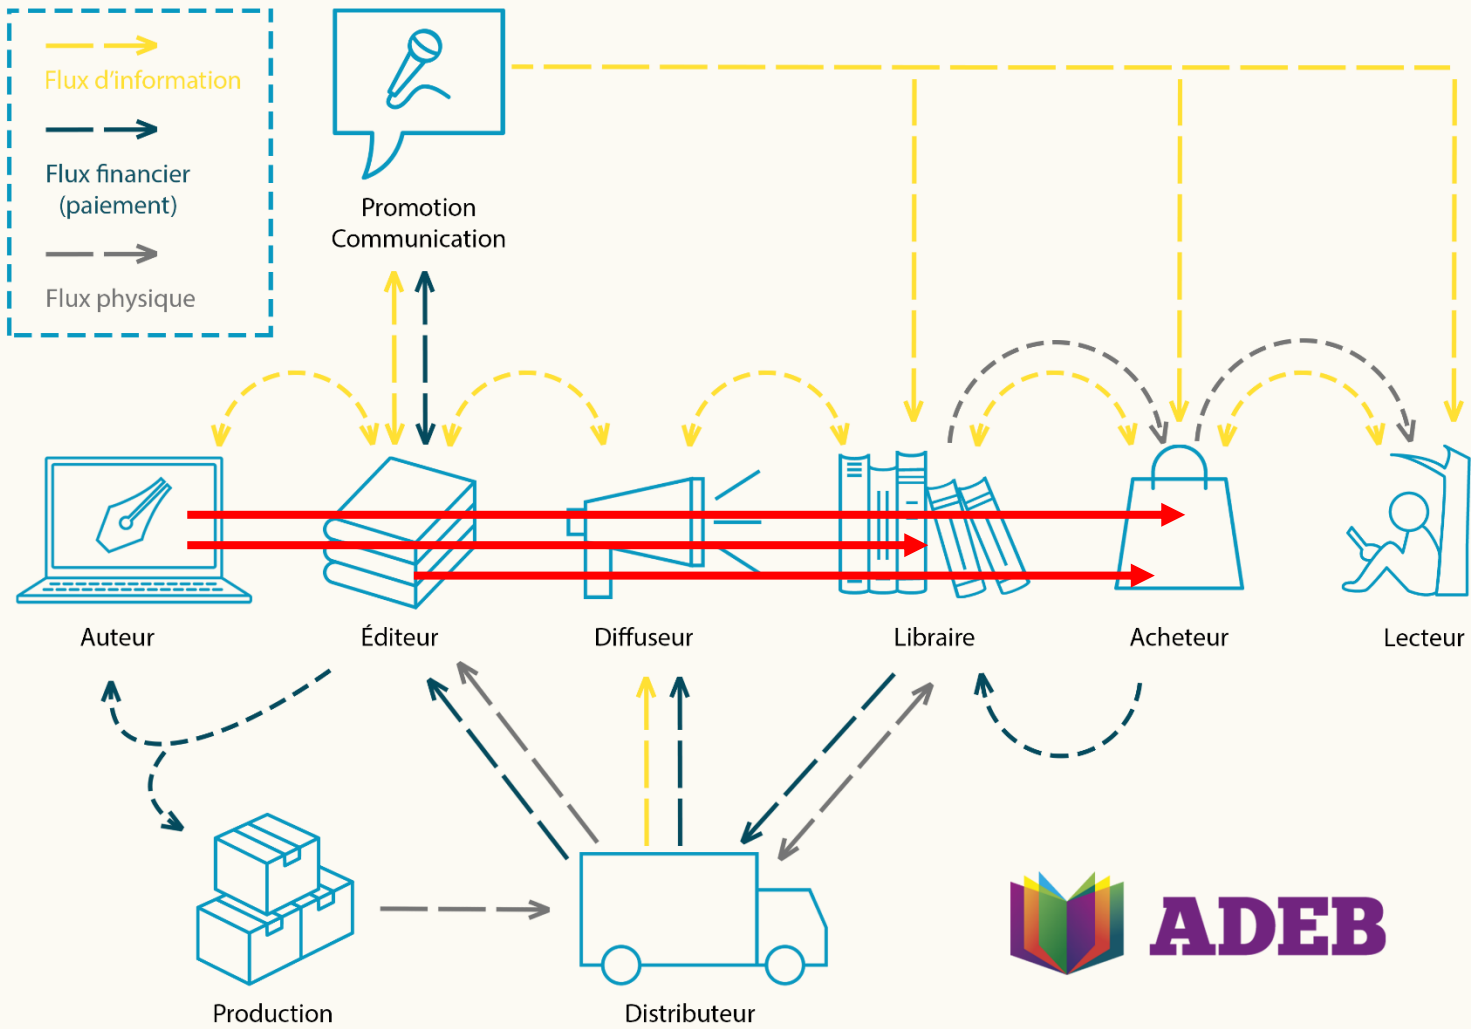 Flux d'information
Flux financier
(paiement)
Flux physique
Promotion
Communication
Auteur
Éditeur
Diffuseur
Libraire
Acheteur
Lecteur
Production
Distributeur
ADEB